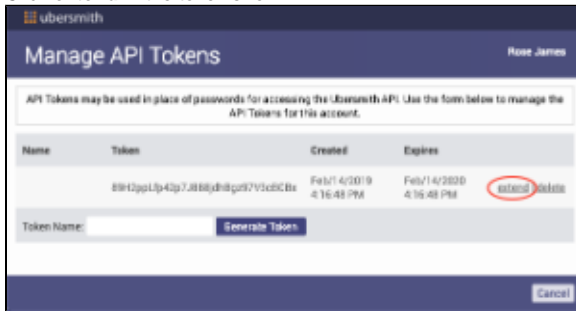 ubersmith
Manage API Tokens
Rose James
API Tokens may be used in place of passwords for accessing the Ubersmith API. Use the form below to manage the
API Tokens for this account.
Name Token Created Expires
Feb/14/2019 Feb/14/2020
4:16:48 PM 4:16:48 PM
extend delete
Token Name: Generate Token
Cancel